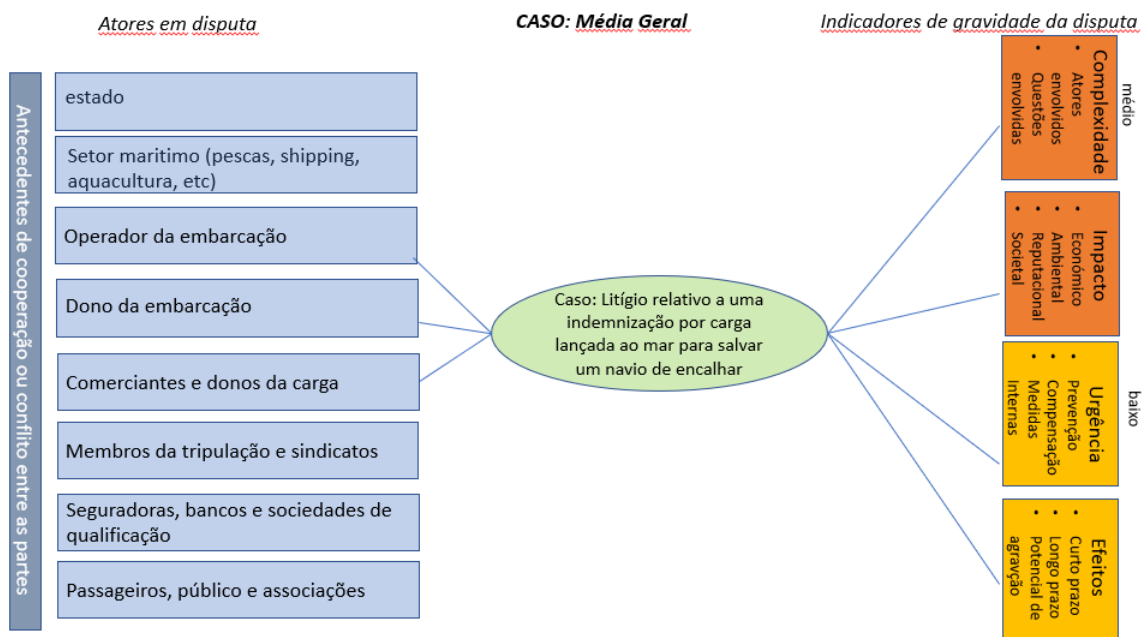 Atores em disputa
CASO: Média Geral
Indicadores de gravidade da disputa
Antecedentes de cooperação ou conflito entre as partes
estado
Setor maritimo (pescas, shipping,
aquacultura, etc)
Operador da embarcação
Dono da embarcação
Comerciantes e donos da carga
Membros da tripulação e sindicatos
Seguradoras, bancos e sociedades de
qualificação
Passageiros, público e associações
Caso: Litígio relativo a uma
indemnização por carga
lançada ao mar para salvar
um navio de encalhar
médio
Complexidade
• Atores
envolvidos
• Questões
envolvidas
Impacto
• Económico
• Ambiental
• Reputacional
• Societal
baixo
Urgência
• Prevenção
• Compensação
• Medidas
Internas
Efeitos
• Curto prazo
• Longo prazo
• Potencial de
agravção